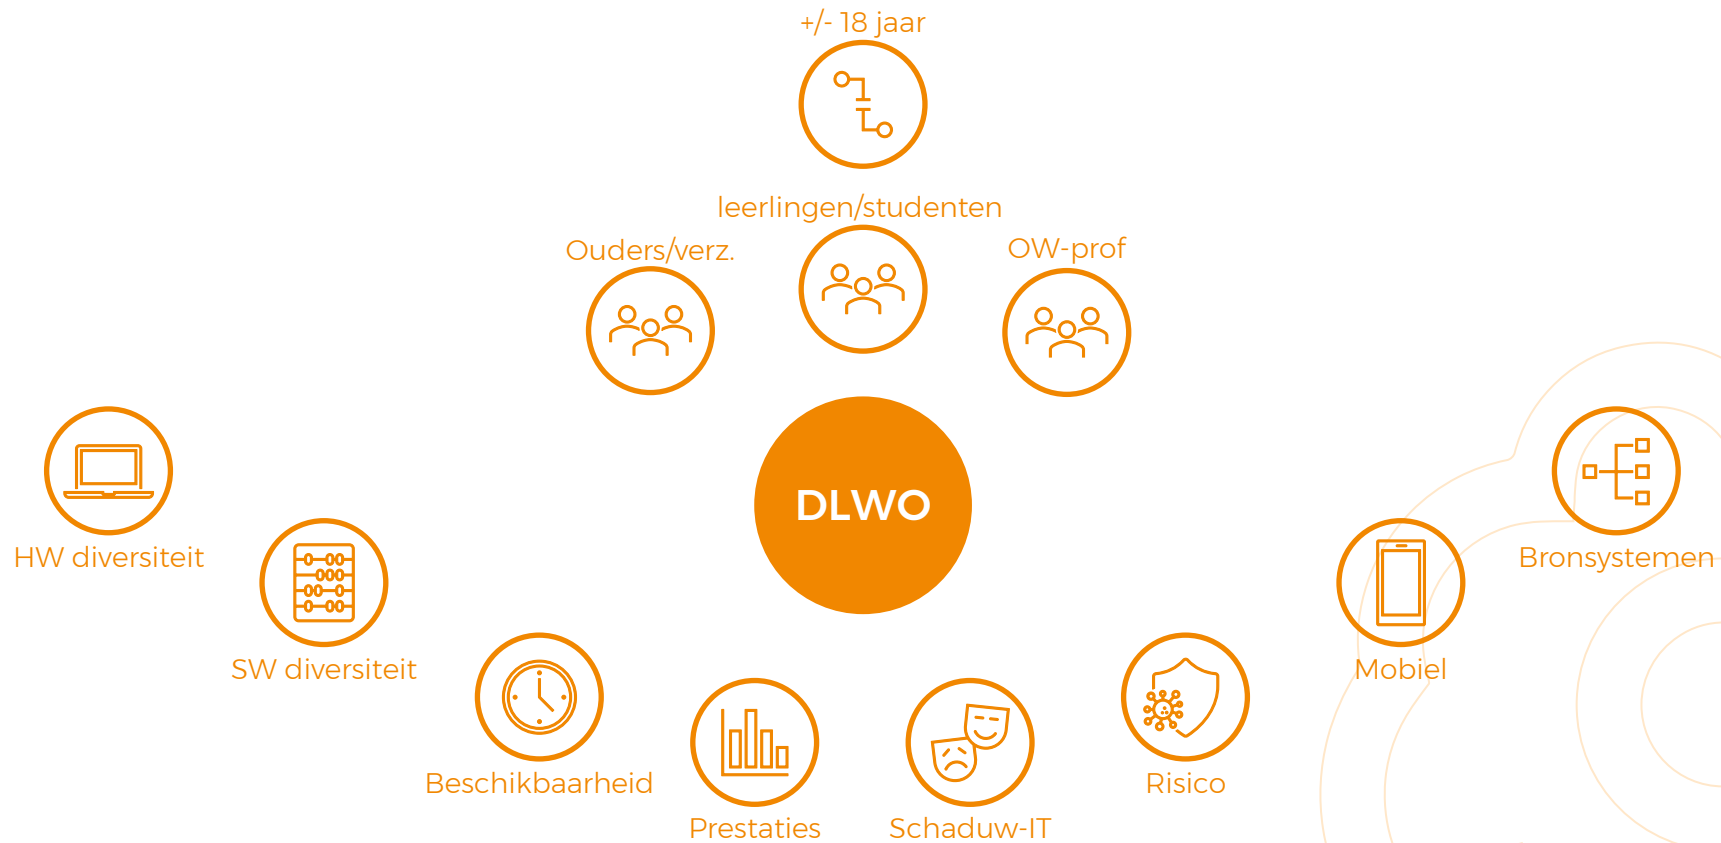 +/- 18 jaar
leerlingen/studenten
Ouders/verz.
OW-prof
DLWO
HW diversiteit
SW diversiteit
Beschikbaarheid
Prestaties
Schaduw-IT
Risico
Mobiel
Bronsystemen